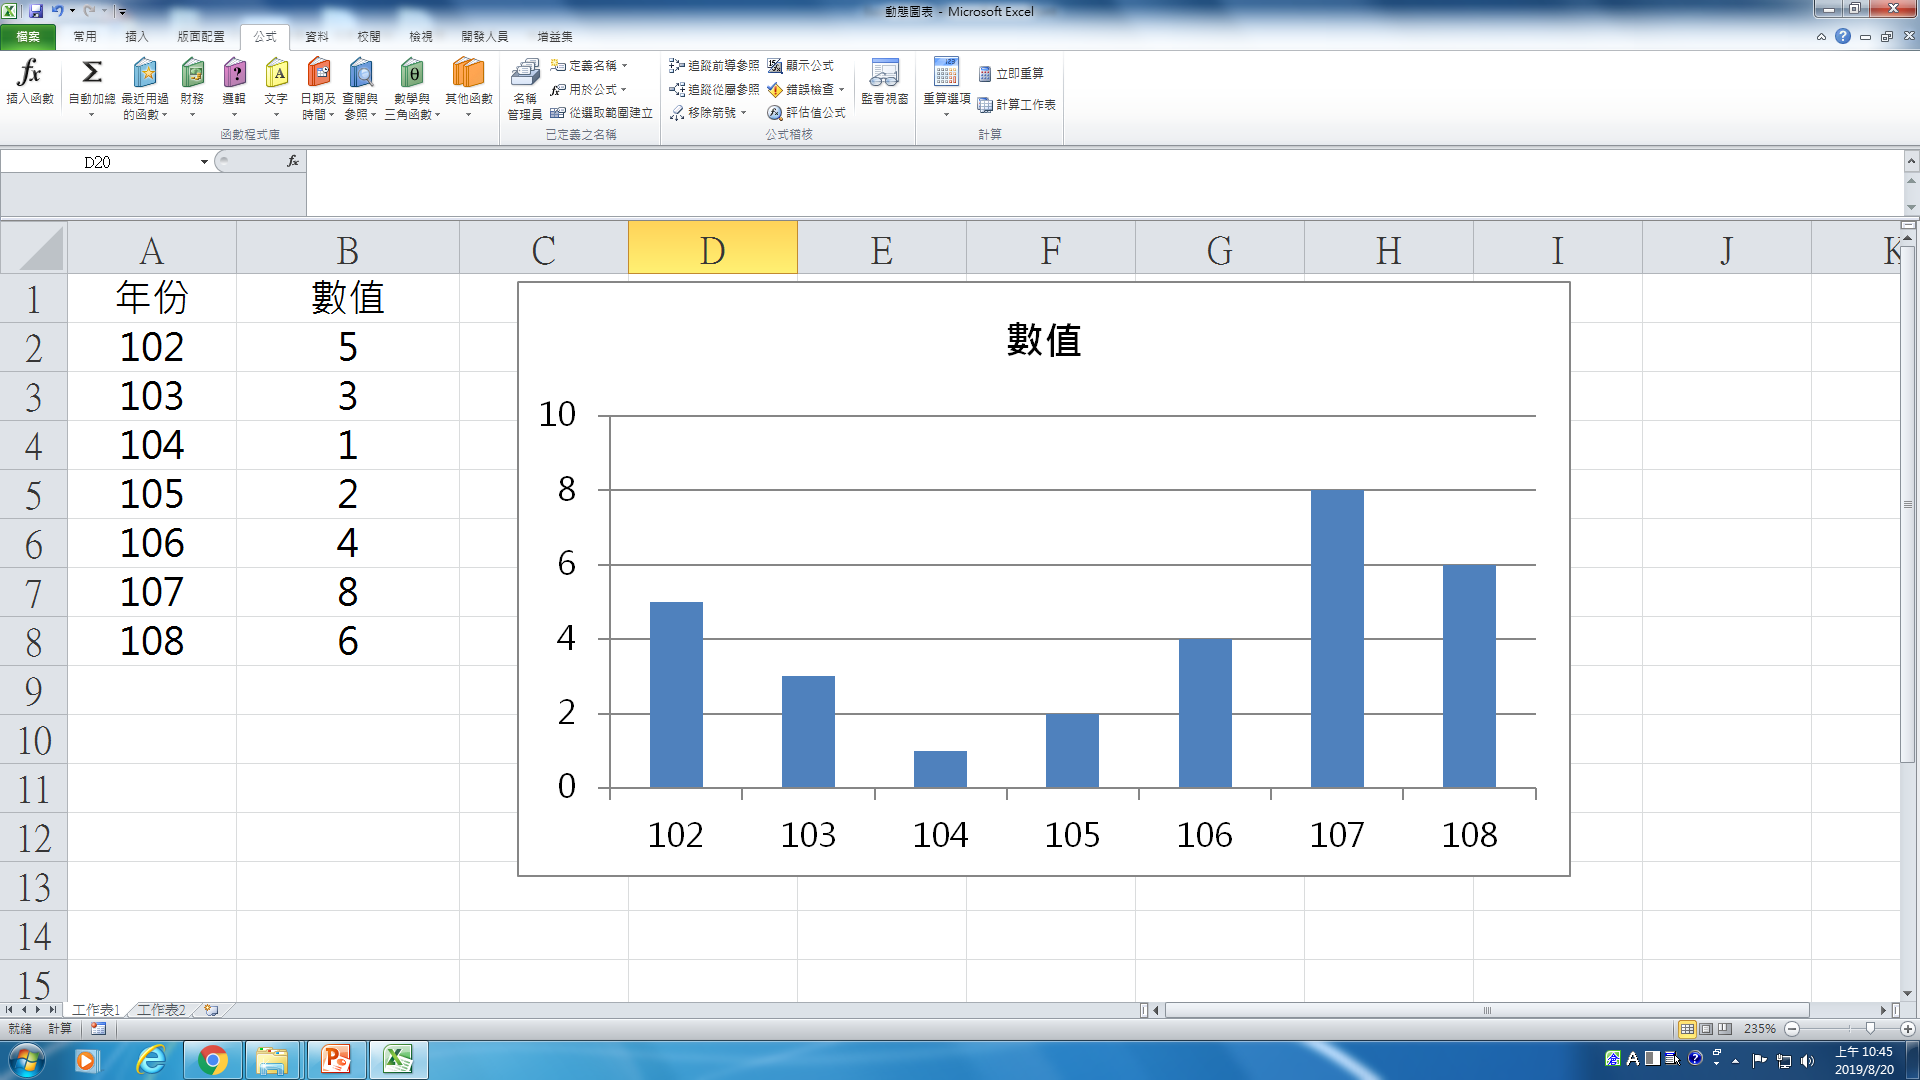 動態圖表 - Microsoft Excel
檔案 常用 插入 版面配置 公式 資料 校閱 檢視 開發人員 增益集
插入函數 自動加總 最近用過的函數 財務 邏輯 文字 日期及時間 查閱與參照 數學與三角函數 其他函數
函數程式庫
名稱管理員 定義名稱 用於公式 從選取範圍建立
已定義之名稱
追蹤前導參照 追蹤從屬參照 移除箭號 顯示公式 錯誤檢查 評估值公式
公式稽核
監看視窗
重算選項 立即重算 計算工作表
計算
D20 fx
A B C D E F G H I J K
1 年份 數值
2 102 5
3 103 3
4 104 1
5 105 2
6 106 4
7 107 8
8 108 6
9
10
11
12
13
14
15
數值
10
8
6
4
2
0
102 103 104 105 106 107 108
工作表1 工作表2
就緒 計算 235%
上午 10:45
2019/8/20